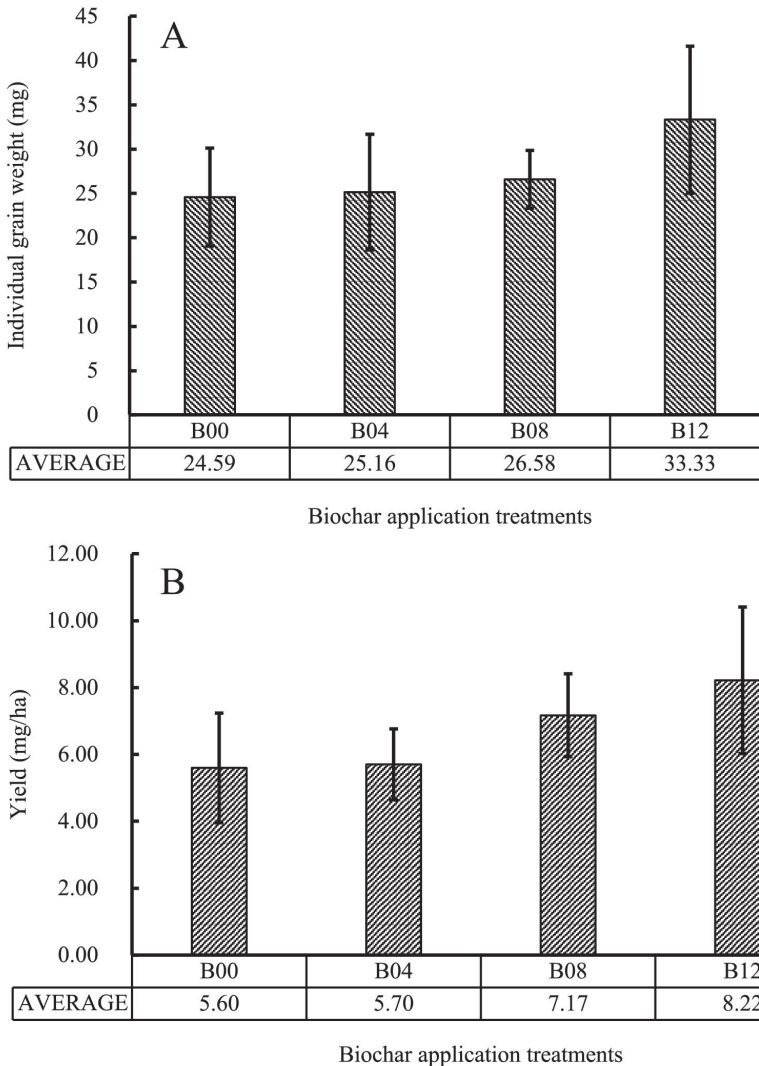 A
Individual grain weight (mg)
45
40
35
30
25
20
15
10
5
0
B00 B04 B08 B12
AVERAGE 24.59 25.16 26.58 33.33
Biochar application treatments
B
Yield (mg/ha)
12.00
10.00
8.00
6.00
4.00
2.00
0.00
B00 B04 B08 B12
AVERAGE 5.60 5.70 7.17 8.22
Biochar application treatments